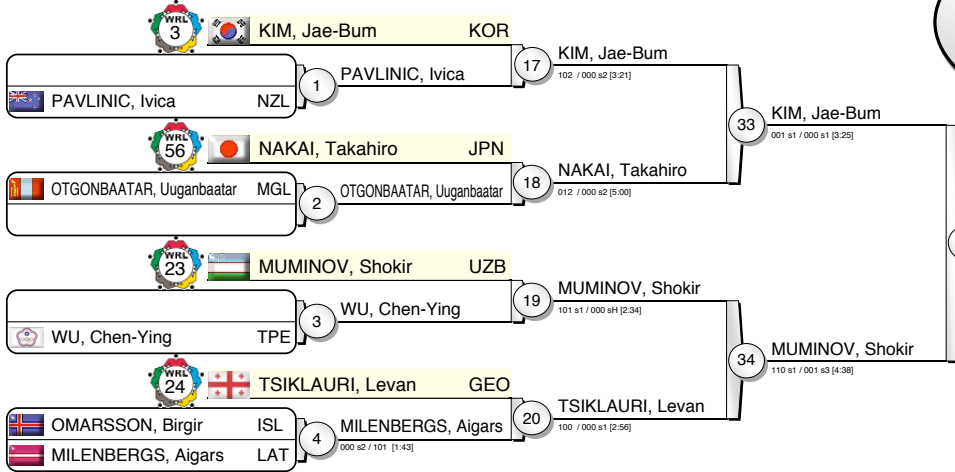 WRL
3
KIM, Jae-Bum KOR
17
KIM, Jae-Bum
102 / 000 s2 [3:21]
1
PAVLINIC, Ivica
PAVLINIC, Ivica NZL
33
KIM, Jae-Bum
001 s1 / 000 s1 [3:25]
WRL
56
NAKAI, Takahiro JPN
18
NAKAI, Takahiro
012 / 000 s2 [5:00]
OTGONBAATAR, Uuganbaatar MGL
2
OTGONBAATAR, Uuganbaatar
WRL
23
MUMINOV, Shokir UZB
19
MUMINOV, Shokir
101 s1 / 000 sH [2:34]
3
WU, Chen-Ying
WU, Chen-Ying TPE
34
MUMINOV, Shokir
110 s1 / 001 s3 [4:38]
WRL
24
TSIKLAURI, Levan GEO
20
TSIKLAURI, Levan
100 / 000 s1 [2:56]
OMARSSON, Birgir ISL
4
MILENBERGS, Aigars
000 s2 / 101 [1:43]
MILENBERGS, Aigars LAT